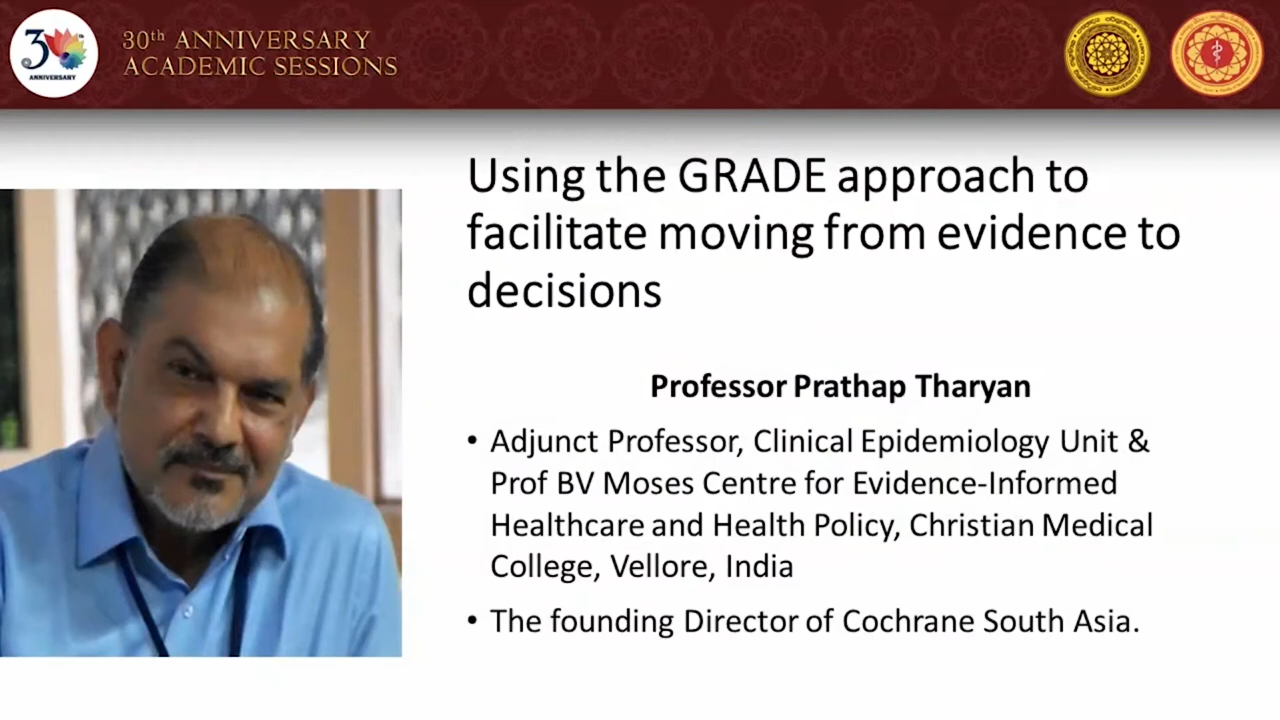 30
ANNIVERSARY
30th ANNIVERSARY
ACADEMIC SESSIONS
Using the GRADE approach to
facilitate moving from evidence to
decisions
Professor Prathap Tharyan
• Adjunct Professor, Clinical Epidemiology Unit &
Prof BV Moses Centre for Evidence-Informed
Healthcare and Health Policy, Christian Medical
College, Vellore, India
• The founding Director of Cochrane South Asia.